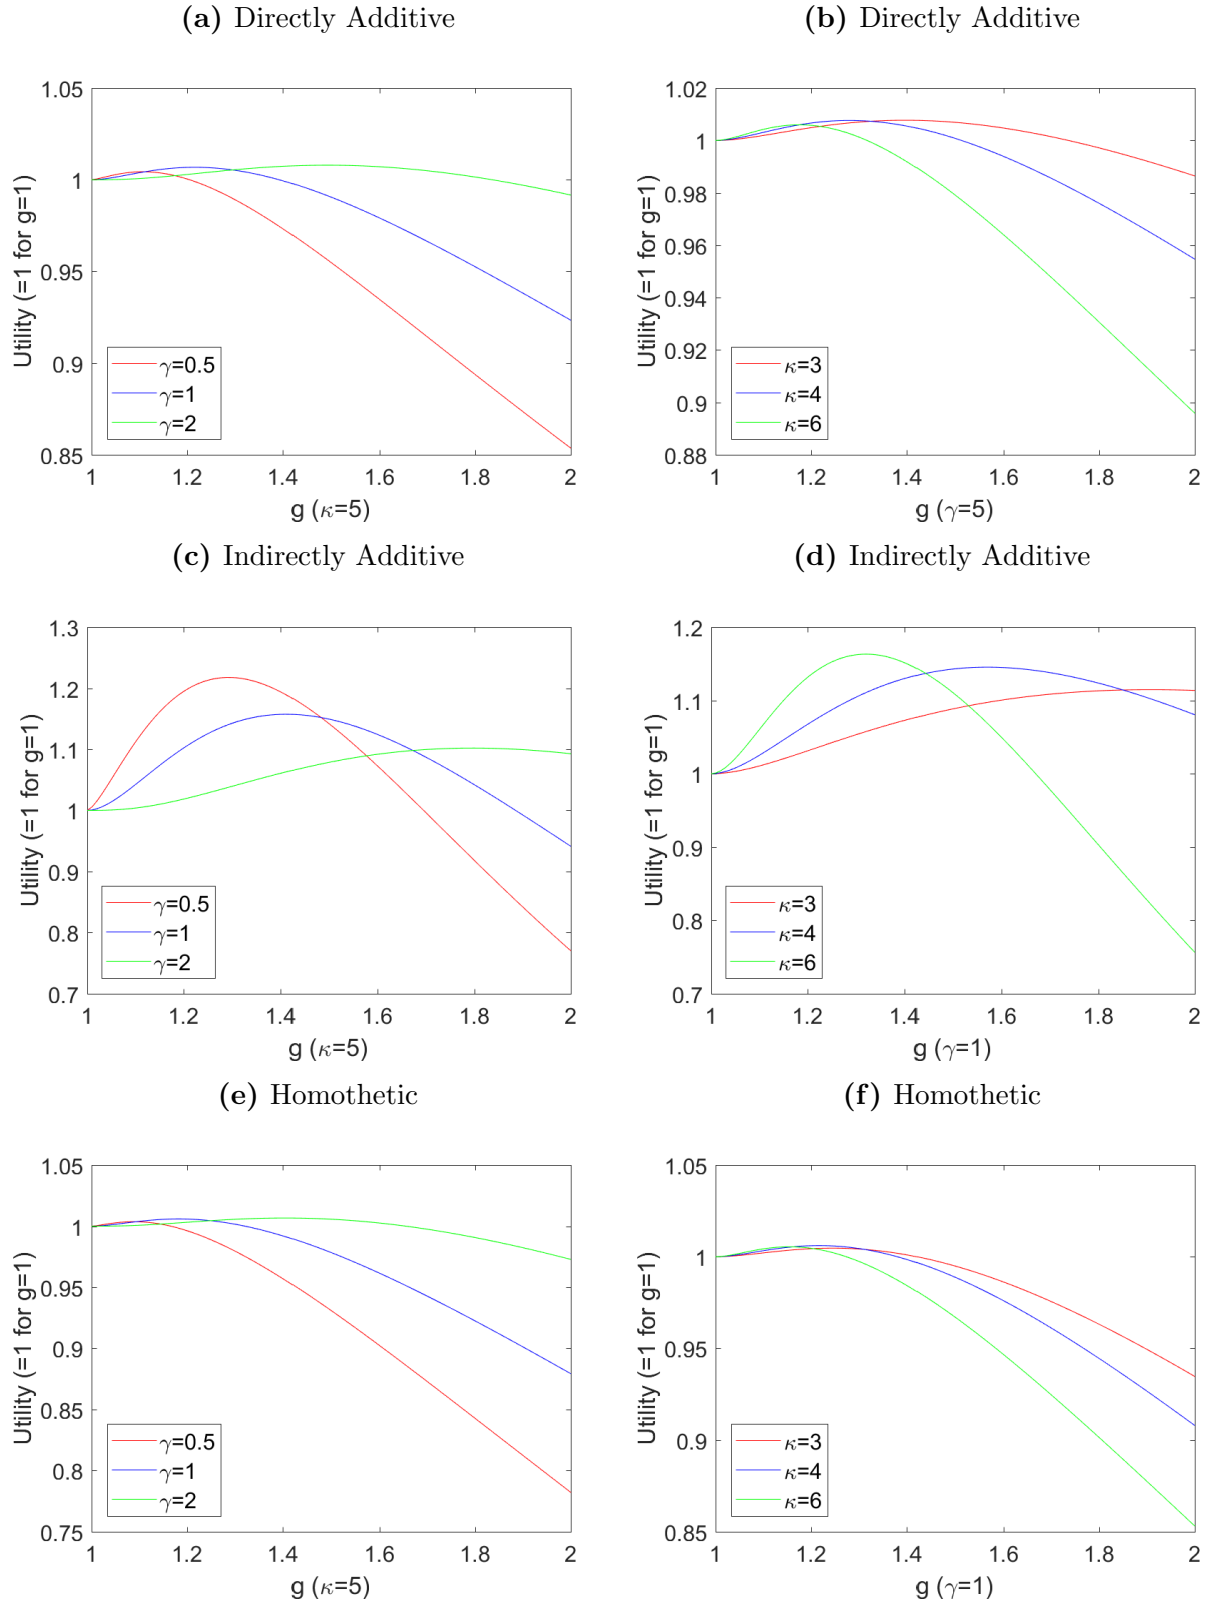 (a) Directly Additive
1.05
1
0.95
0.9
0.85
Utility (=1 for g=1)
γ=0.5
γ=1
γ=2
1 1.2 1.4 1.6 1.8 2
g (κ=5)
(b) Directly Additive
1.02
1
0.98
0.96
0.94
0.92
0.9
0.88
Utility (=1 for g=1)
κ=3
κ=4
κ=6
1 1.2 1.4 1.6 1.8 2
g (γ=5)
(c) Indirectly Additive
1.3
1.2
1.1
1
0.9
0.8
0.7
Utility (=1 for g=1)
γ=0.5
γ=1
γ=2
1 1.2 1.4 1.6 1.8 2
g (κ=5)
(d) Indirectly Additive
1.2
1.1
1
0.9
0.8
0.7
Utility (=1 for g=1)
κ=3
κ=4
κ=6
1 1.2 1.4 1.6 1.8 2
g (γ=1)
(e) Homothetic
1.05
1
0.95
0.9
0.85
0.8
0.75
Utility (=1 for g=1)
γ=0.5
γ=1
γ=2
1 1.2 1.4 1.6 1.8 2
g (κ=5)
(f) Homothetic
1.05
1
0.95
0.9
0.85
Utility (=1 for g=1)
κ=3
κ=4
κ=6
1 1.2 1.4 1.6 1.8 2
g (γ=1)